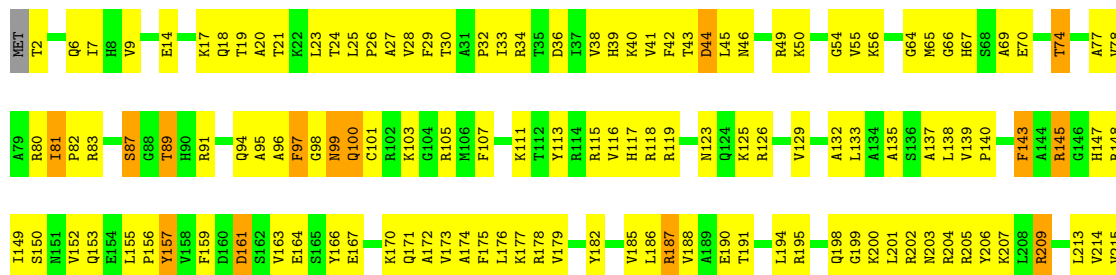 MET T2 Q6 I7 H8 V9 E14 K17 Q18 T19 A20 T21 K22 L23 T24 L25 P26 A27 V28 F29 T30 A31 P32 I33 R34 T35 D36 I37 V38 H39 K40 V41 F42 T43 D44 L45 N46 R49 K50 G54 V55 K56 G64 M65 G66 H67 S68 A69 E70 T74 A77
A79 R80 I81 P82 R83 S87 G88 T89 H90 R91 Q94 A95 A96 F97 G98 N99 Q100 C101 R102 K103 G104 R105 M106 F107 K111 T112 Y113 R114 R115 V116 H117 R118 R119 N123 Q124 K125 R126 V129 A132 L133 A134 A135 S136 A137 L138 V139 P140 F143 A144 R145 G146 H147
I149 S150 N151 V152 Q153 E154 L155 P156 Y157 V158 F159 D160 D161 S162 V163 E164 S165 Y166 E167 K170 Q171 A172 V173 A174 F175 L176 K177 R178 V179 Y182 V185 L186 R187 V188 A189 E190 T191 L194 R195 Q198 G199 K200 L201 R202 N203 R204 R205 Y206 K207 L208 R209 L213 V214